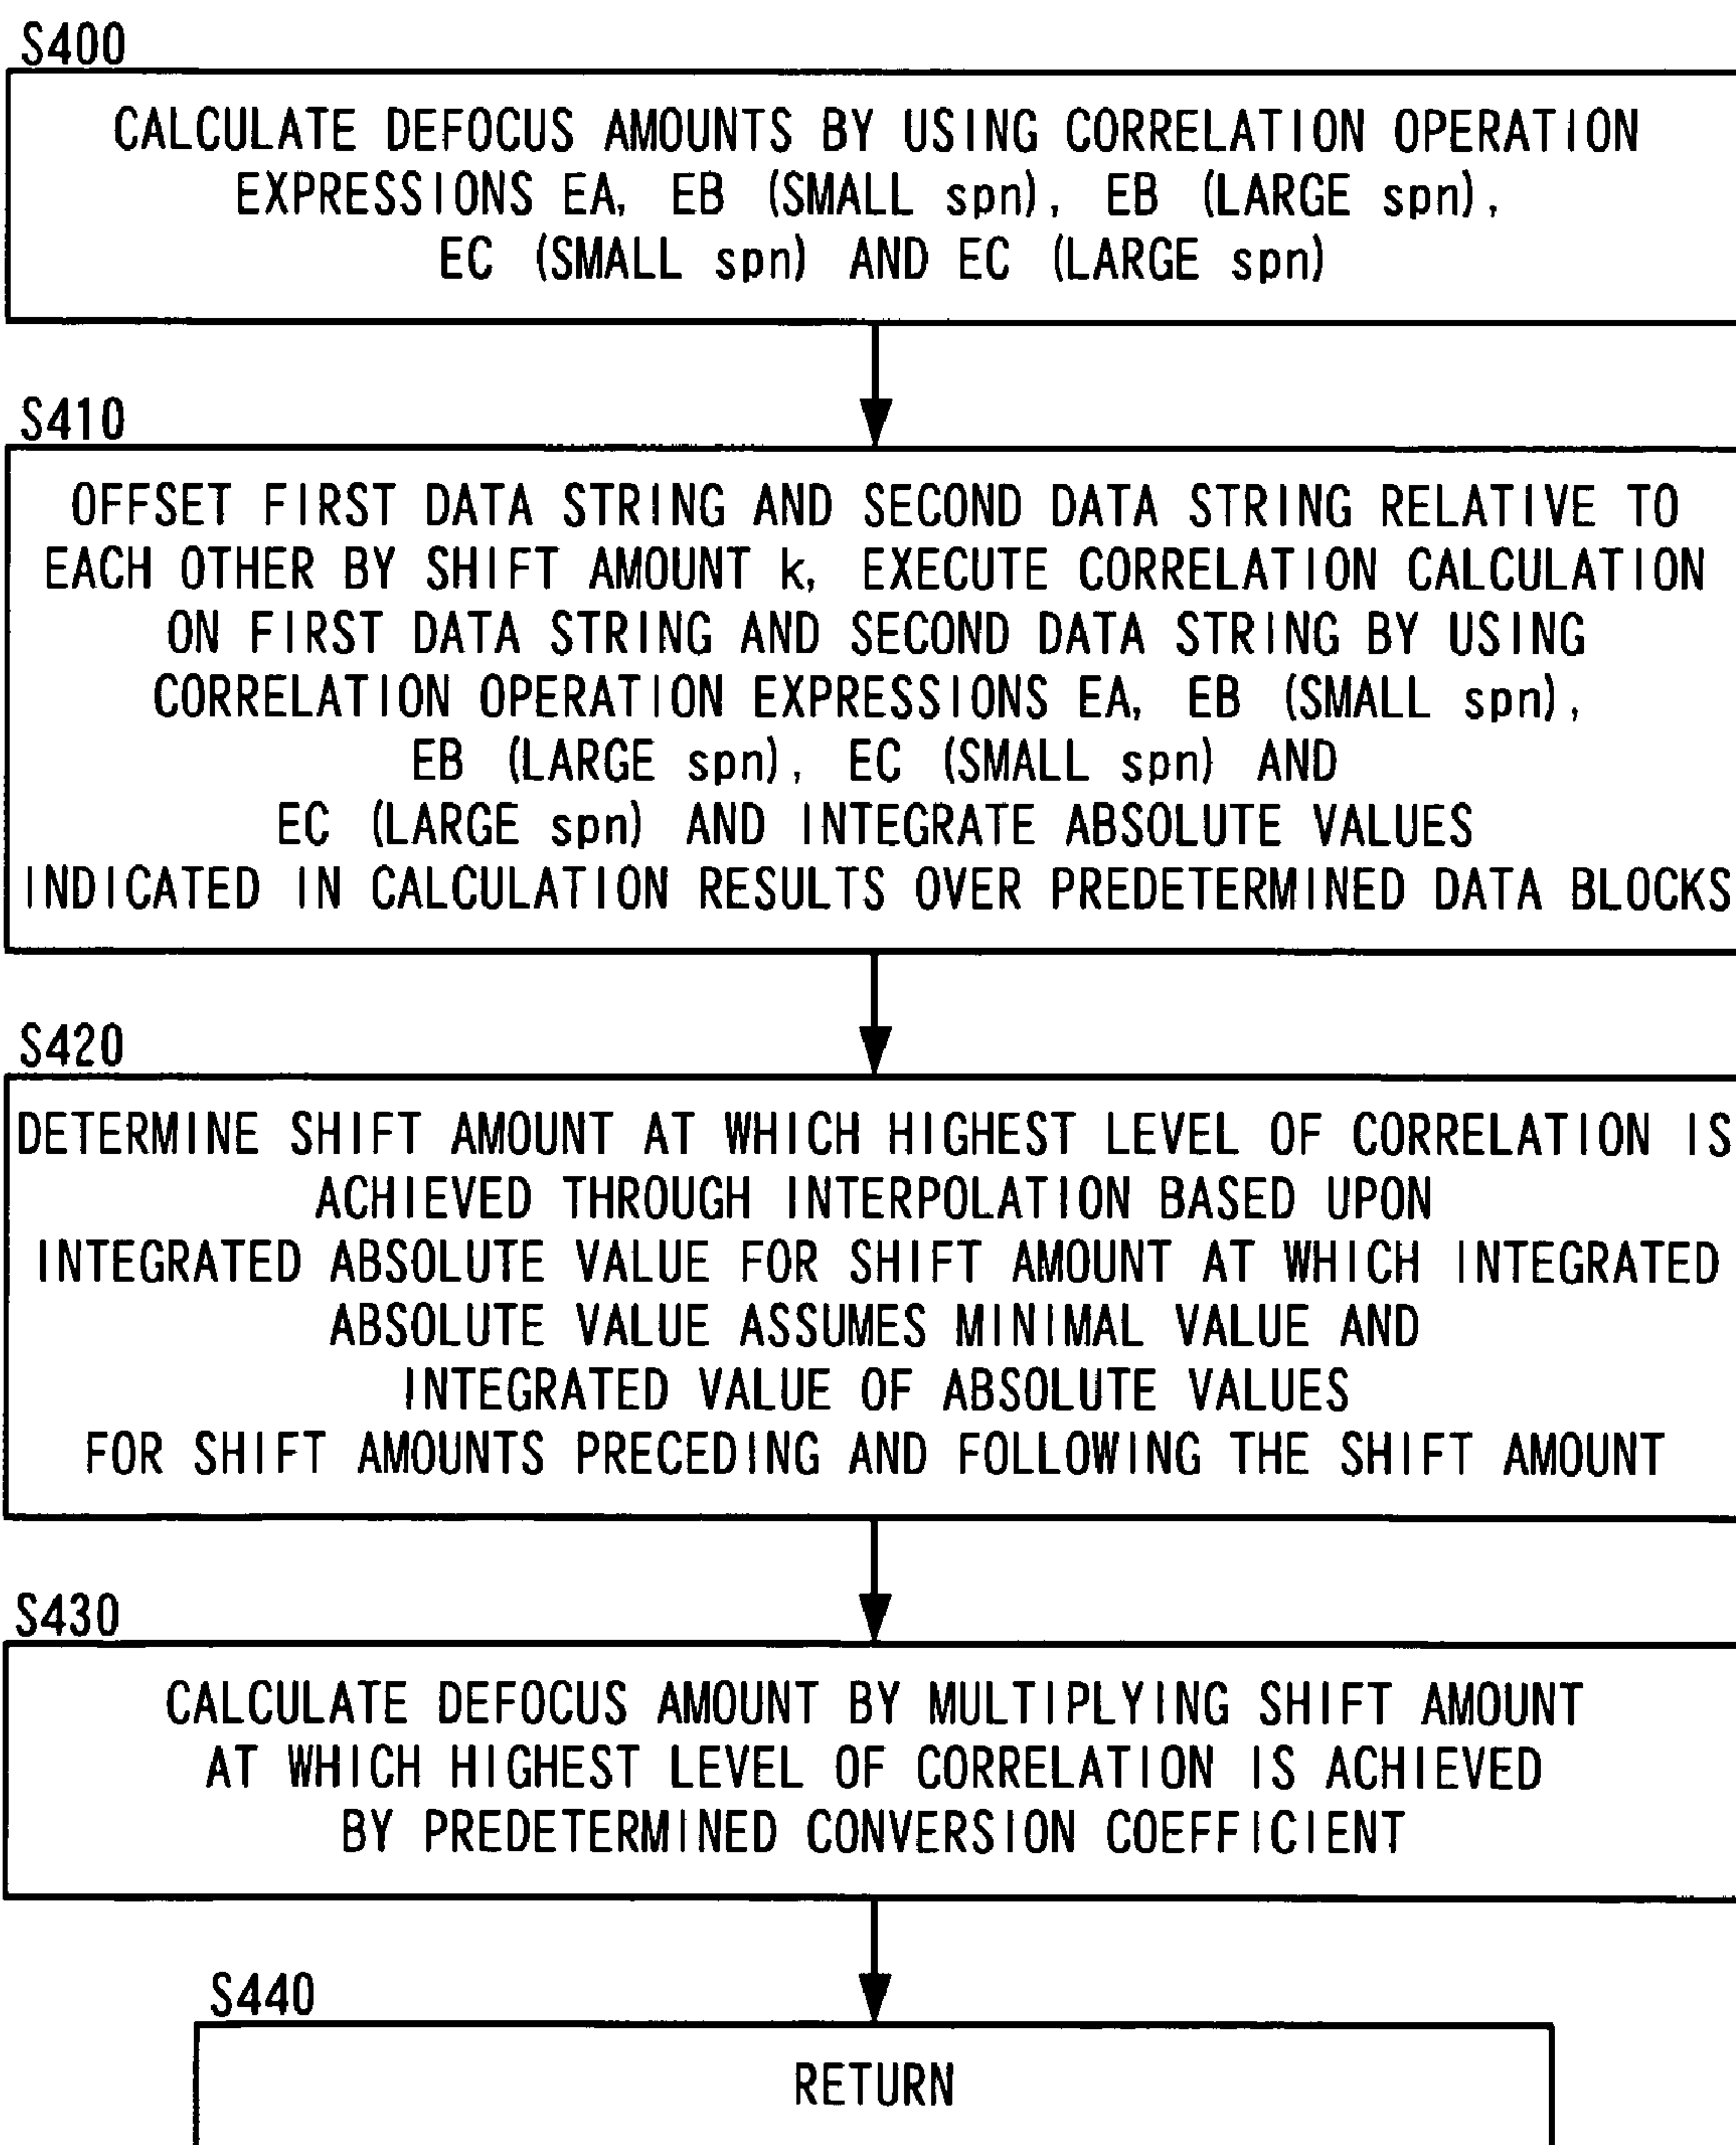 S400
CALCULATE DEFOCUS AMOUNTS BY USING CORRELATION OPERATION
EXPRESSIONS EA, EB (SMALL spn), EB (LARGE spn),
EC (SMALL spn) AND EC (LARGE spn)
S410
OFFSET FIRST DATA STRING AND SECOND DATA STRING RELATIVE TO
EACH OTHER BY SHIFT AMOUNT k, EXECUTE CORRELATION CALCULATION
ON FIRST DATA STRING AND SECOND DATA STRING BY USING
CORRELATION OPERATION EXPRESSIONS EA, EB (SMALL spn),
EB (LARGE spn), EC (SMALL spn) AND
EC (LARGE spn) AND INTEGRATE ABSOLUTE VALUES
INDICATED IN CALCULATION RESULTS OVER PREDETERMINED DATA BLOCKS
S420
DETERMINE SHIFT AMOUNT AT WHICH HIGHEST LEVEL OF CORRELATION IS
ACHIEVED THROUGH INTERPOLATION BASED UPON
INTEGRATED ABSOLUTE VALUE FOR SHIFT AMOUNT AT WHICH INTEGRATED
ABSOLUTE VALUE ASSUMES MINIMAL VALUE AND
INTEGRATED VALUE OF ABSOLUTE VALUES
FOR SHIFT AMOUNTS PRECEDING AND FOLLOWING THE SHIFT AMOUNT
S430
CALCULATE DEFOCUS AMOUNT BY MULTIPLYING SHIFT AMOUNT
AT WHICH HIGHEST LEVEL OF CORRELATION IS ACHIEVED
BY PREDETERMINED CONVERSION COEFFICIENT
S440
RETURN